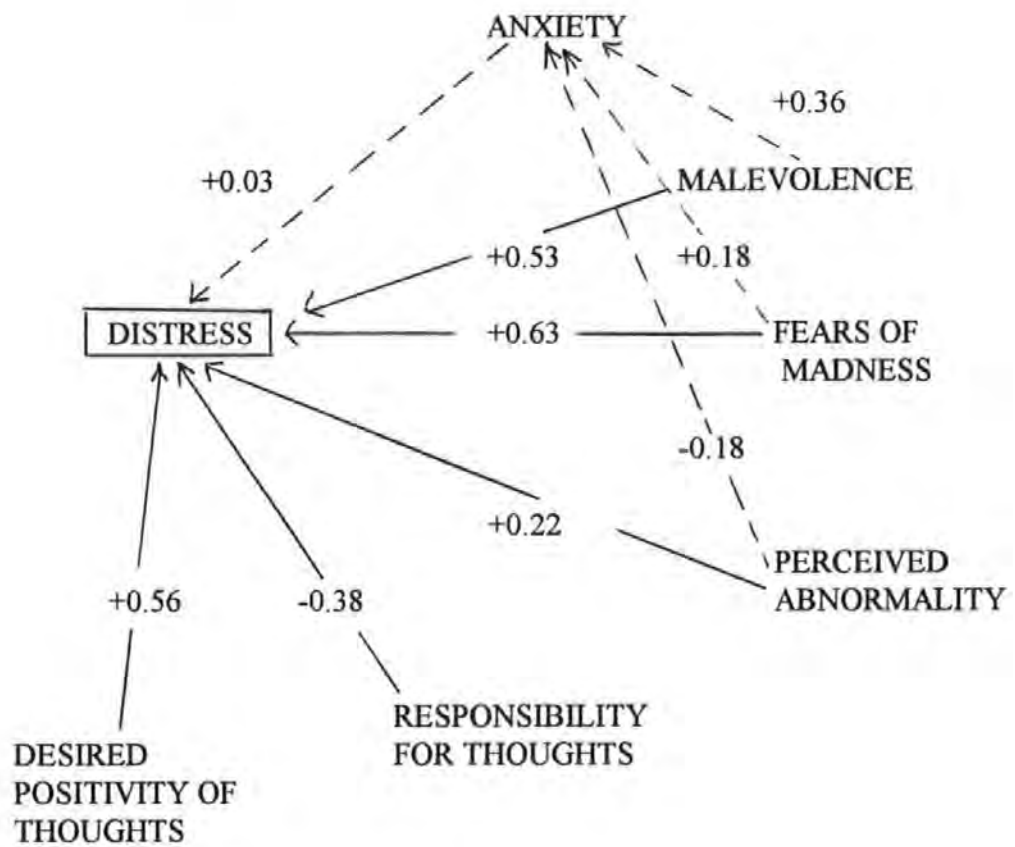 ANXIETY
+0.36
+0.03
MALEVOLENCE
+0.53
+0.18
DISTRESS
+0.63
FEARS OF
MADNESS
-0.18
+0.22
PERCEIVED
ABNORMALITY
+0.56
-0.38
RESPONSIBILITY
FOR THOUGHTS
DESIRED
POSITIVITY OF
THOUGHTS